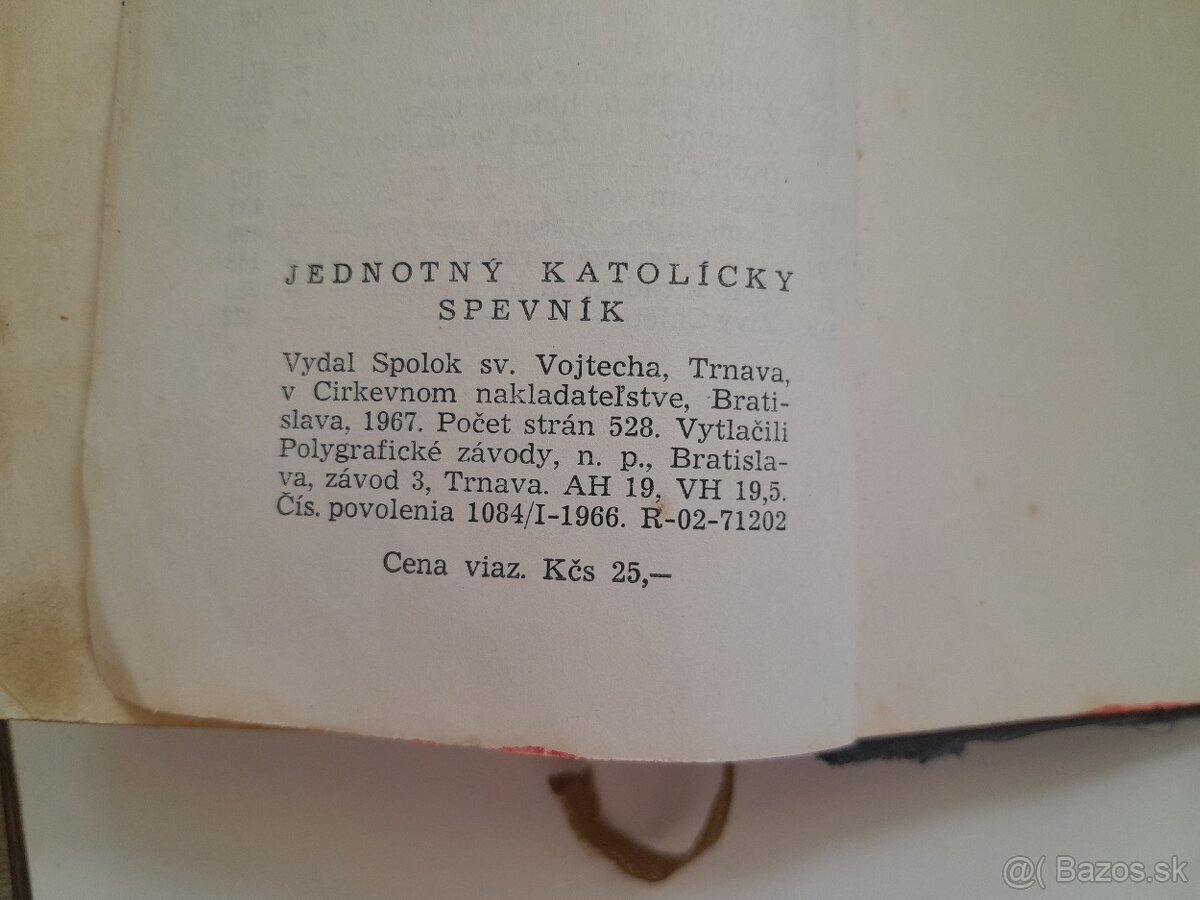 JEDNOTNÝ KATOLÍCKY
SPEVNÍK
Vydal Spolok sv. Vojtecha, Trnava,
v Cirkevnom nakladateľstve, Brati-
slava, 1967. Počet strán 528. Vytlačili
Polygrafické závody, n. p., Bratisla-
va, závod 3, Trnava. AH 19, VH 19,5.
Čís. povolenia 1084/I-1966. R-02-71202
Cena viaz. Kčs 25,—
@( Bazos.sk